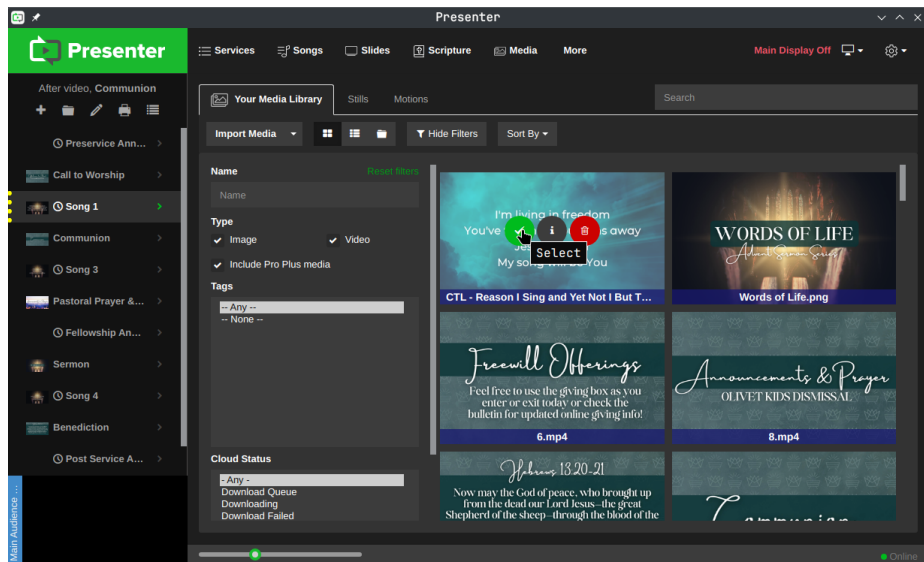 Presenter
Presenter
Services
Songs
Slides
Scripture
Media
More
Main Display Off
After video, Communion
Preservice Ann...
Call to Worship
Song 1
Communion
Song 3
Pastoral Prayer &...
Fellowship An...
Sermon
Song 4
Benediction
Post Service A...
Main Audience ...
Your Media Library
Stills
Motions
Search
Import Media
Hide Filters
Sort By
Name
Reset filters
Name
Type
Image
Video
Include Pro Plus media
Tags
-- Any --
-- None --
Cloud Status
- Any -
Download Queue
Downloading
Download Failed
I'm living in freedom
You've away
My song You
Select
CTL - Reason I Sing and Yet Not I But T...
WORDS OF LIFE
Advent Sermon Series
Words of Life.png
Freewill Offerings
Feel free to use the giving box as you
enter or exit today or check the
bulletin for updated online giving info!
6.mp4
Announcements & Prayer
OLIVET KIDS DISMISSAL
8.mp4
Hebrews 13:20-21
Now may the God of peace, who brought up
from the dead our Lord Jesus—the great
Shepherd of the sheep—through the blood of the
Online